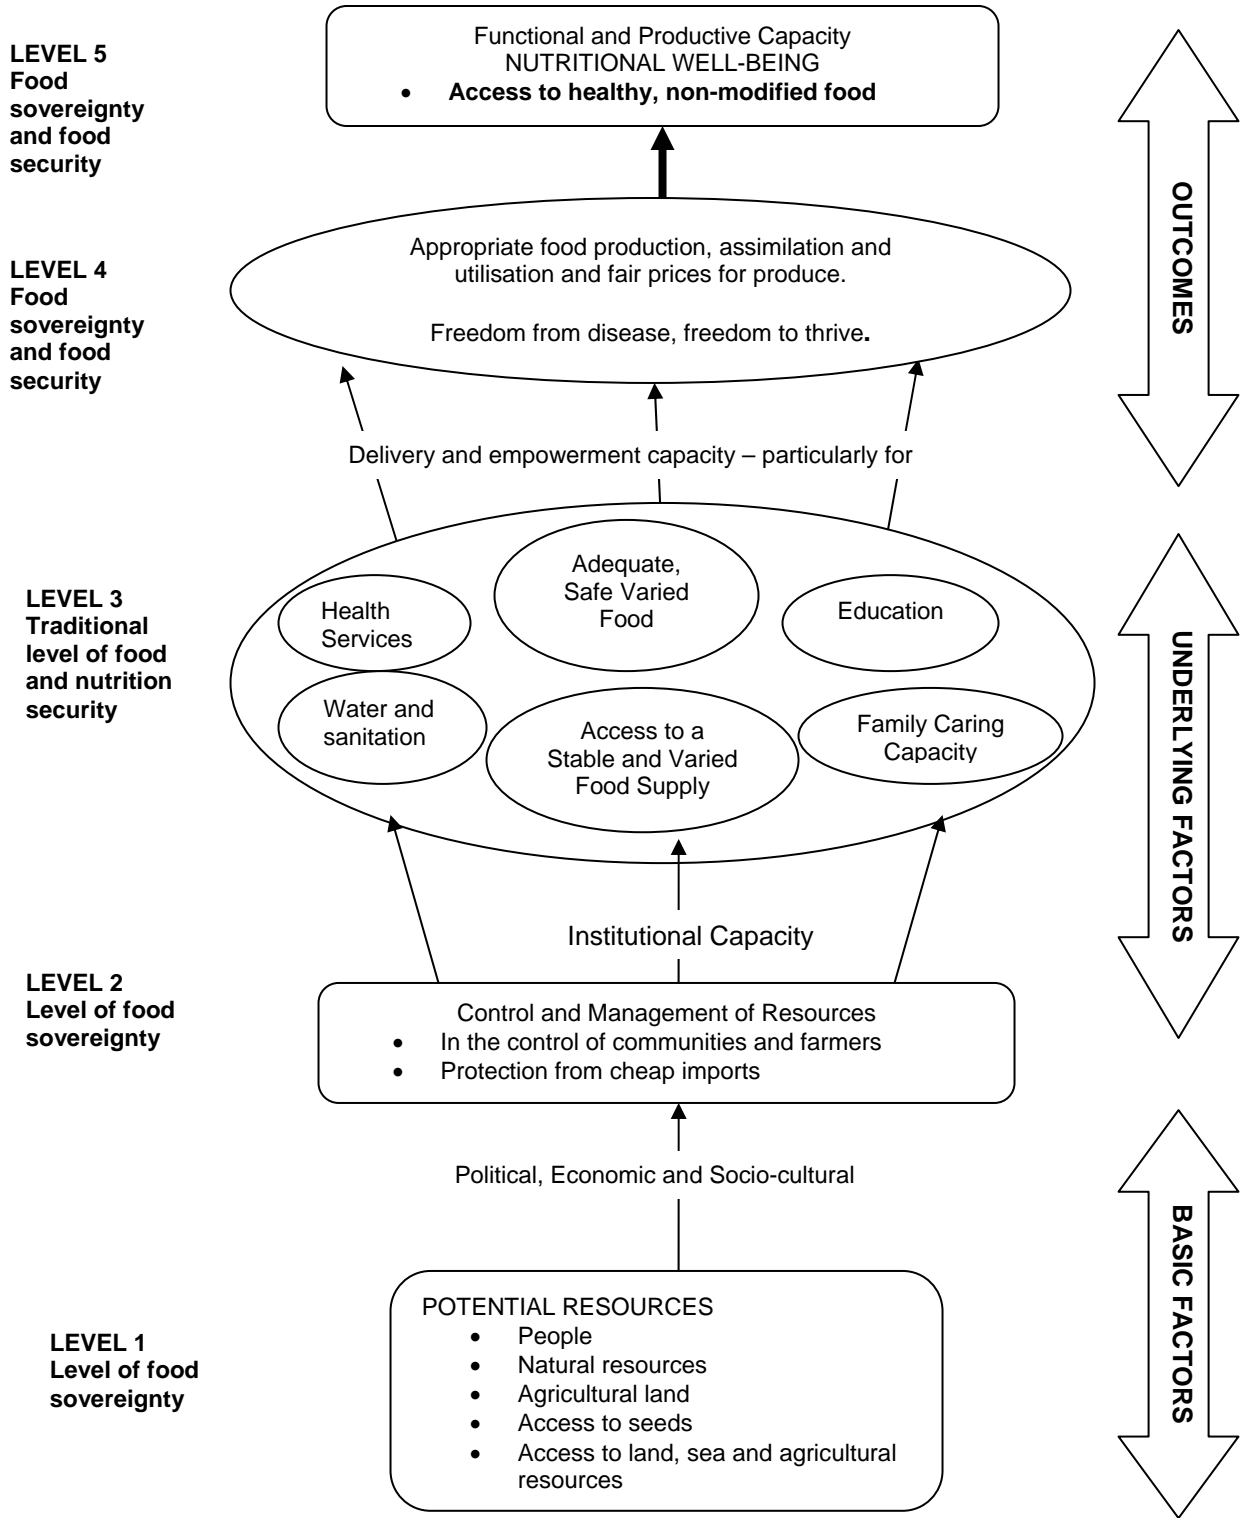 LEVEL 5
Food
sovereignty
and food
security
Functional and Productive Capacity
NUTRITIONAL WELL-BEING
• Access to healthy, non-modified food
OUTCOMES
LEVEL 4
Food
sovereignty
and food
security
Appropriate food production, assimilation and
utilisation and fair prices for produce.
Freedom from disease, freedom to thrive.
Delivery and empowerment capacity – particularly for
LEVEL 3
Traditional
level of food
and nutrition
security
Health
Services
Adequate,
Safe Varied
Food
Education
Water and
sanitation
Access to a
Stable and Varied
Food Supply
Family Caring
Capacity
UNDERLYING FACTORS
Institutional Capacity
LEVEL 2
Level of food
sovereignty
Control and Management of Resources
• In the control of communities and farmers
• Protection from cheap imports
Political, Economic and Socio-cultural
BASIC FACTORS
LEVEL 1
Level of food
sovereignty
POTENTIAL RESOURCES
• People
• Natural resources
• Agricultural land
• Access to seeds
• Access to land, sea and agricultural
resources